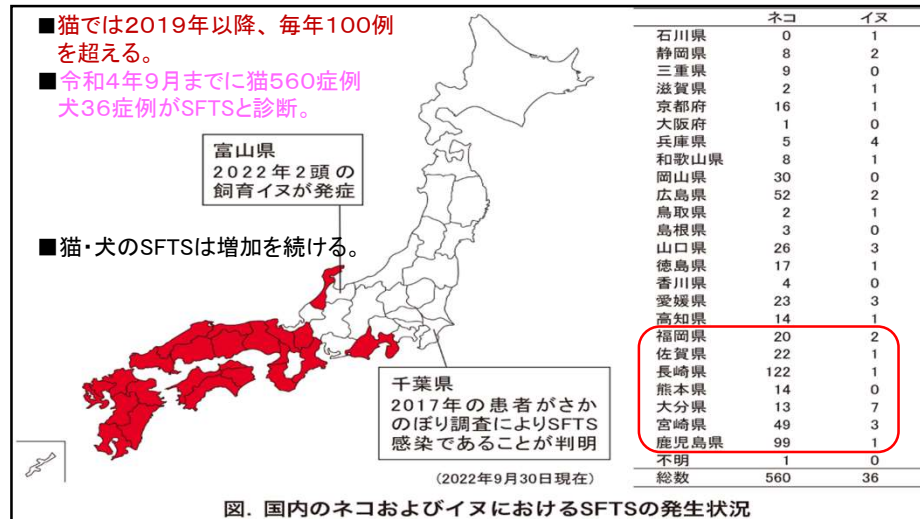 ■猫では2019年以降、毎年100例
を超える。
■令和4年9月までに猫560症例
犬36症例がSFTSと診断。
富山県
2022年2頭の
飼育イヌが発症
■猫・犬のSFTSは増加を続ける。
千葉県
2017年の患者がさか
のぼり調査によりSFTS
感染であることが判明
(2022年9月30日現在)
ネコ イヌ
石川県 0 1
静岡県 8 2
三重県 9 0
滋賀県 2 1
京都府 16 1
大阪府 1 0
兵庫県 5 4
和歌山県 8 1
岡山県 30 0
広島県 52 2
鳥取県 2 1
島根県 3 0
山口県 26 3
徳島県 17 1
香川県 4 0
愛媛県 23 3
高知県 14 1
福岡県 20 2
佐賀県 22 1
長崎県 122 1
熊本県 14 0
大分県 13 7
宮崎県 49 3
鹿児島県 99 1
不明 1 0
総数 560 36
図. 国内のネコおよびイヌにおけるSFTSの発生状況